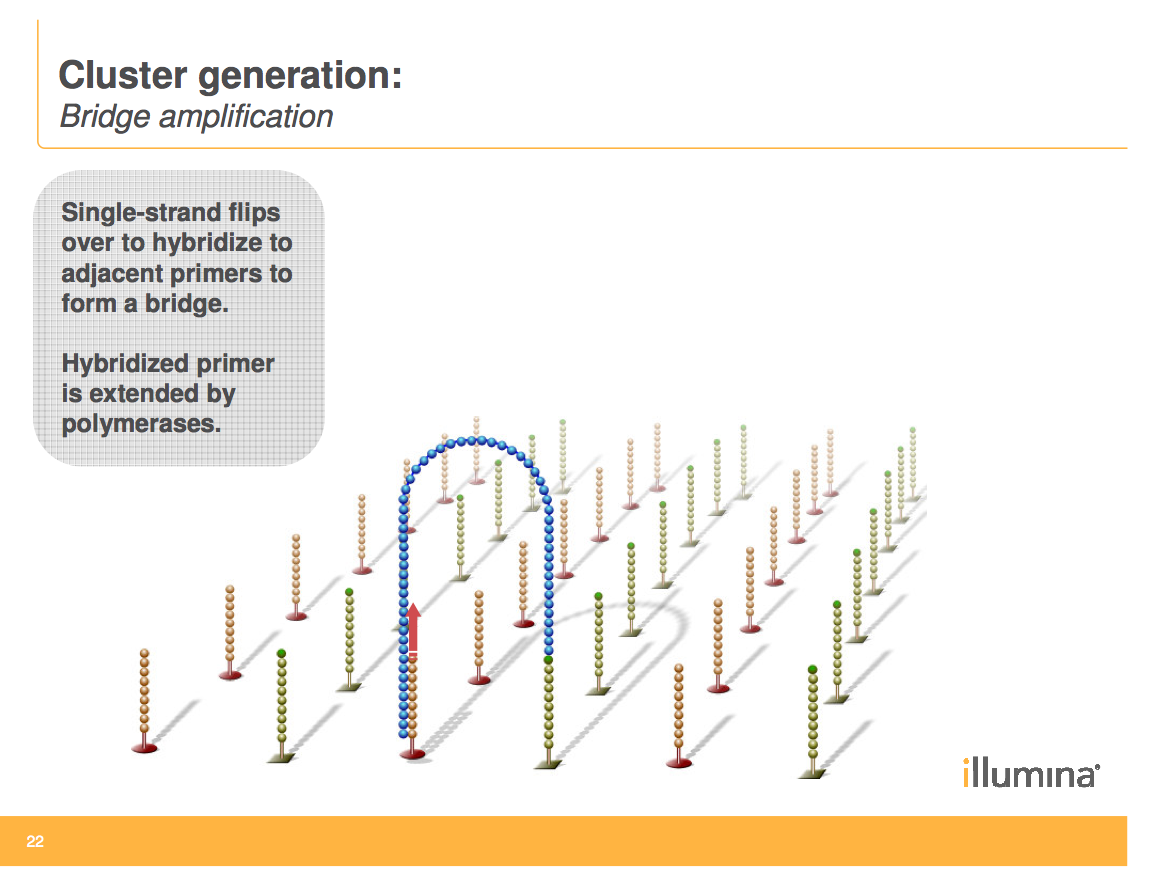 Cluster generation:
Bridge amplification
Single-strand flips
over to hybridize to
adjacent primers to
form a bridge.
Hybridized primer
is extended by
polymerases.
illumina®
22